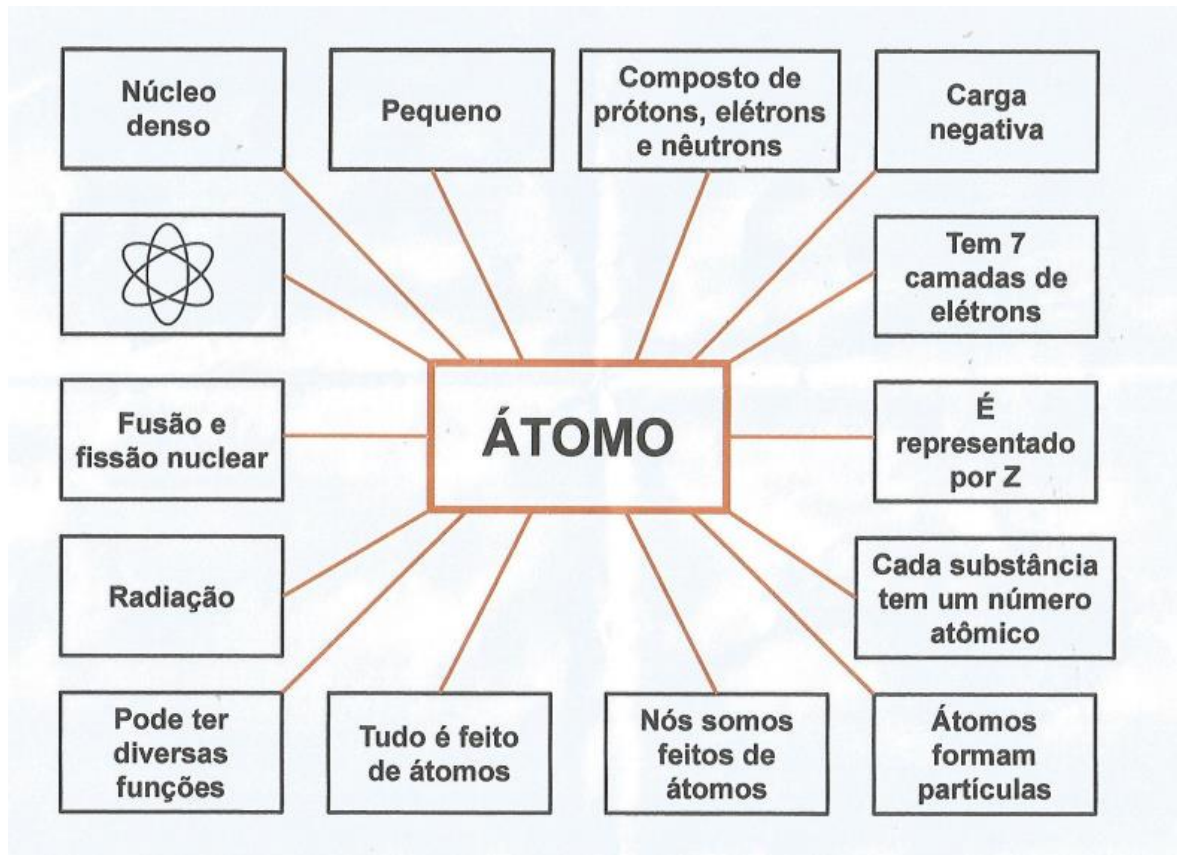 Núcleo
denso
Pequeno
Composto de
prótons, elétrons
e nêutrons
Carga
negativa
Tem 7
camadas de
elétrons
Fusão e
fissão nuclear
ÁTOMO
É
representado
por Z
Radiação
Cada substância
tem um número
atômico
Pode ter
diversas
funções
Tudo é feito
de átomos
Nós somos
feitos de
átomos
Átomos
formam
partículas